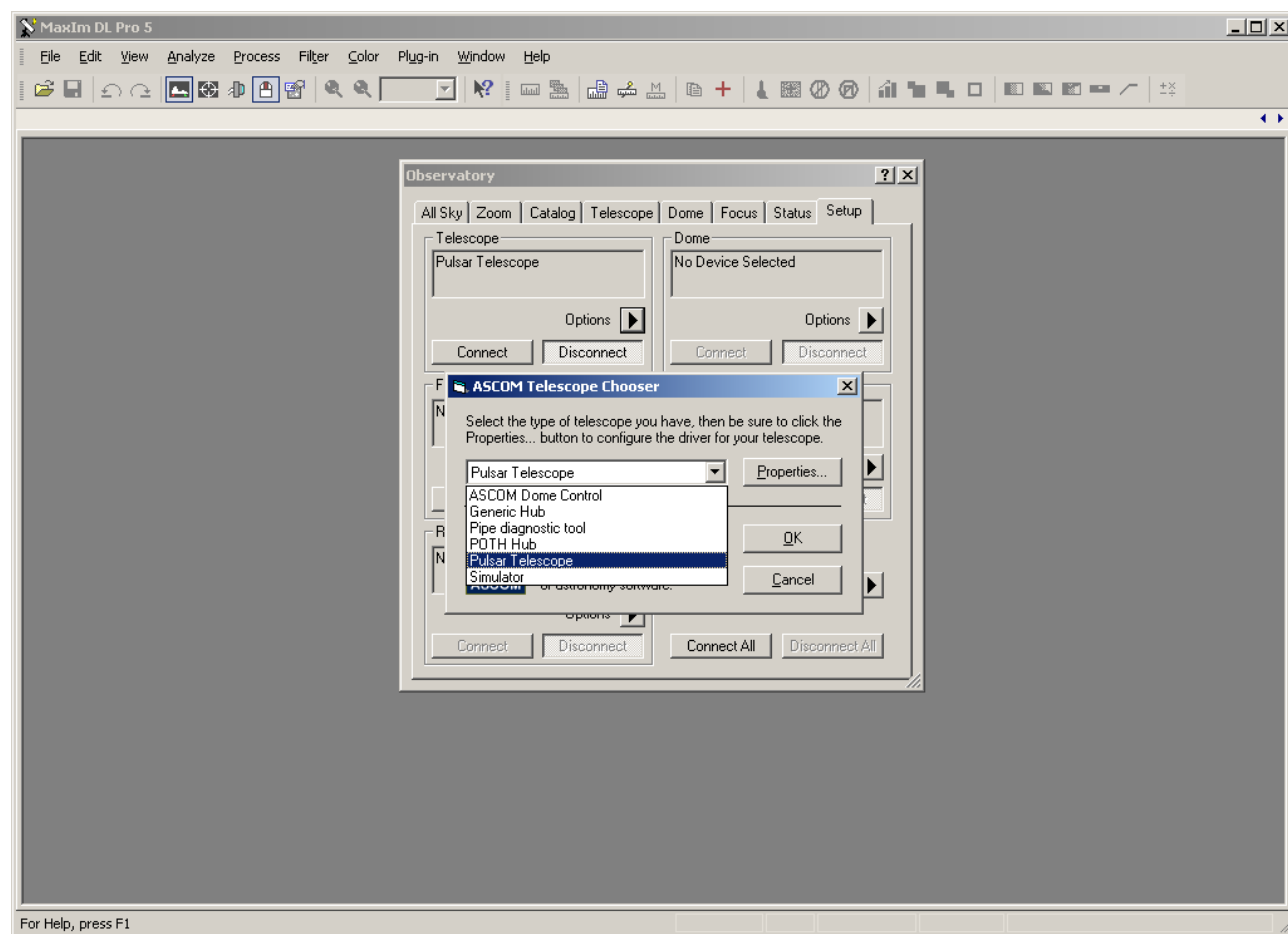 MaxIm DL Pro 5
File Edit View Analyze Process Filter Color Plug-in Window Help
Observatory
All Sky Zoom Catalog Telescope Dome Focus Status Setup
Telescope
Dome
Pulsar Telescope
No Device Selected
Options
Options
Connect Disconnect
Connect Disconnect
F
N
ASCOM Telescope Chooser
Select the type of telescope you have, then be sure to click the
Properties... button to configure the driver for your telescope.
Pulsar Telescope
Properties...
ASCOM Dome Control
Generic Hub
Pipe diagnostic tool
POTH Hub
Pulsar Telescope
Simulator
OK
Cancel
R
N
ASCOM of astronomy software.
Options
Connect Disconnect
Connect All Disconnect All
For Help, press F1